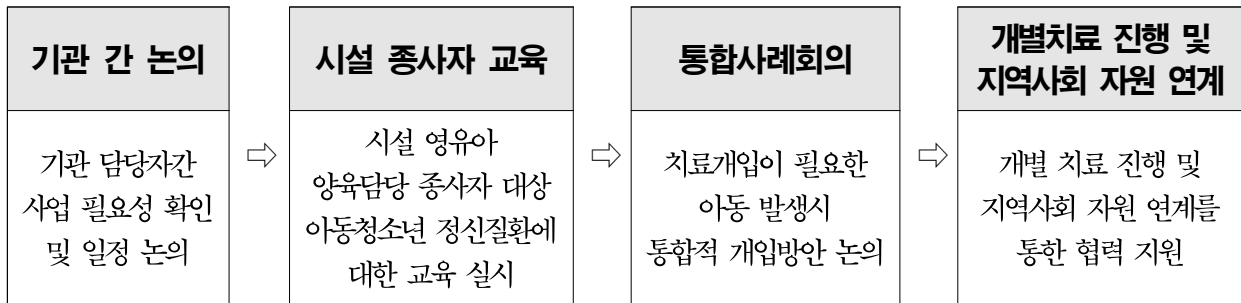 기관 간 논의
기관 담당자간
사업 필요성 확인
및 일정 논의
시설 종사자 교육
시설 영유아
양육담당 종사자 대상
아동청소년 정신질환에
대한 교육 실시
통합사례회의
치료개입이 필요한
아동 발생시
통합적 개입방안 논의
개별치료 진행 및
지역사회 자원 연계
개별 치료 진행 및
지역사회 자원 연계를
통한 협력 지원